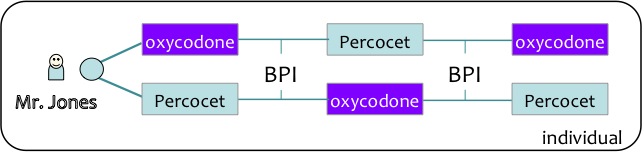 oxycodone Percocet oxycodone
BPI BPI
Mr. Jones Percocet oxycodone Percocet
individual